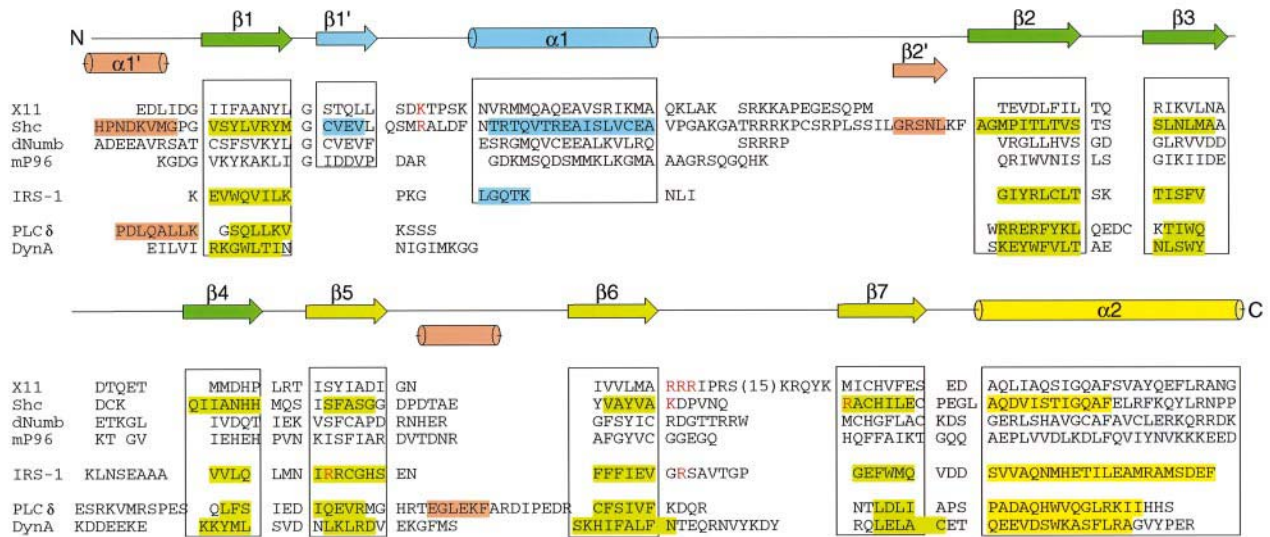 N β1 β1' α1 β2 β3
α1' β2'
X11 EDLIDG IIFAANYL G STQLL SDKTPSK NVRMMQAQEAVSRIKMA QKLAK SRKKAPEGESQPM TEVDLFIL TQ RIKVLNA
Shc HPNDKVMGPG VSYLVRYM G CVEVL QSMRALDF NTRTQVTREAISLVCEA VPGAKGATRRRKPCSRPLSSILGRSNLKF AGMPITLTVS TS SLNLMAA
dNumb ADEEAVRSAT CSFSVKYL G CVEVF ESRGMQVCEEALKVLRQ SRRRP VRGLLHVS GD GLRVVDD
mP96 KGDG VKYKAKLI G IDDVP DAR GDKMSQDSMMKLKGMA AAGRSQGQHK QRIWVNIS LS GIKIIDE
IRS-1 K EVWQVILK PKG LGQTK NLI GIYRLCLT SK TISFV
PLC δ PDLQALLK GSQLLKV KSSS WRRERFYKL QEDC KTIWQ
DynA EILVI RKGWLTIN NIGIMKGG SKEYWFVLT AE NLSWY
β4 β5 β6 β7 α2 C
X11 DTQET MMDHP LRT ISYIADI GN IVVLMA RRRIPRS(15)KRQYK MICHVFES ED AQLIAQSIGQAFSVAYQEFLRANG
Shc DCK QIIANHH MQS ISFASGG DPDTAE YVAYVA KDPVNQ RACHILEC PEGL AQDVISTIGQAFELRFKQYLRNPP
dNumb ETKGL IVDQT IEK VSFCAPD RNHER GFSYIC RDGTTRRW MCHGFLAC KDS GERLSHAVGCAFAVCLERKQRRDK
mP96 KT GV IEHEHP VNK ISFIAR DVTDNR AFGYVC GGEGQ HQFFAIKT GQQ AEPLVVDLKDLFQVIYNVKKKEED
IRS-1 KLNSEAAA VVLQ LMN IRRCGHS EN FFFIEV GRSAVTGP GEFWMQ VDD SVVAQNMHETILEAMRAMSDEF
PLC δ ESRKVMRSPES QLFS IED IQEVRMG HRTEGLEKFARDIPEDR CFSIVF KDQR NTLDLI APS PADAQHWVQGLRKIIHHS
DynA KDDEEKE KKYML SVD NLKLRDV EKGFMS SKHIFALF NTEQRNVYKDY RQLELA CET QEEVDSWKASFLRAGVYPER